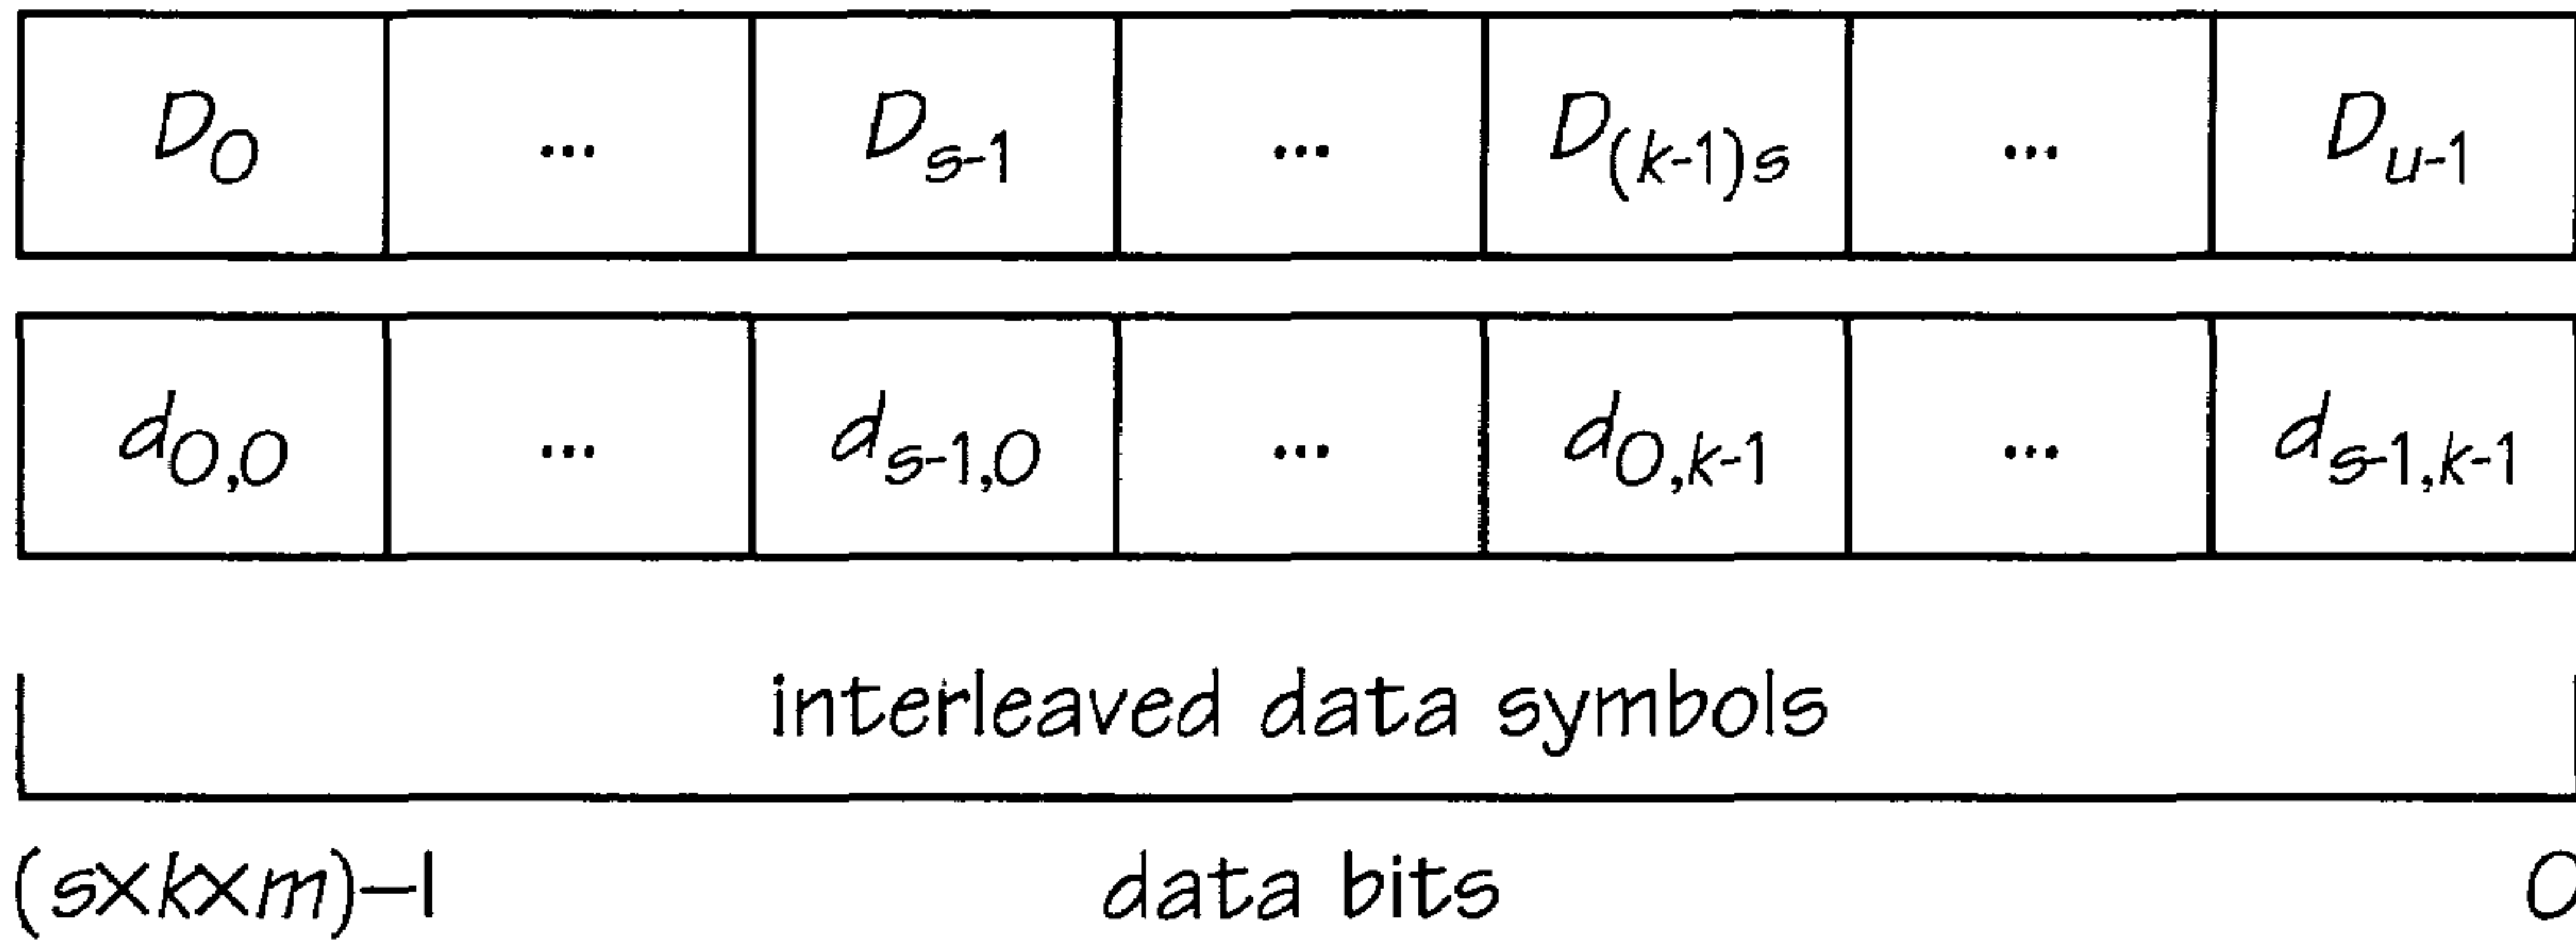 D0 ... Ds-1 ... D(k-1)s ... Du-1
d0,0 ... ds-1,0 ... d0,k-1 ... ds-1,k-1
interleaved data symbols
(s×k×m)–1 data bits 0